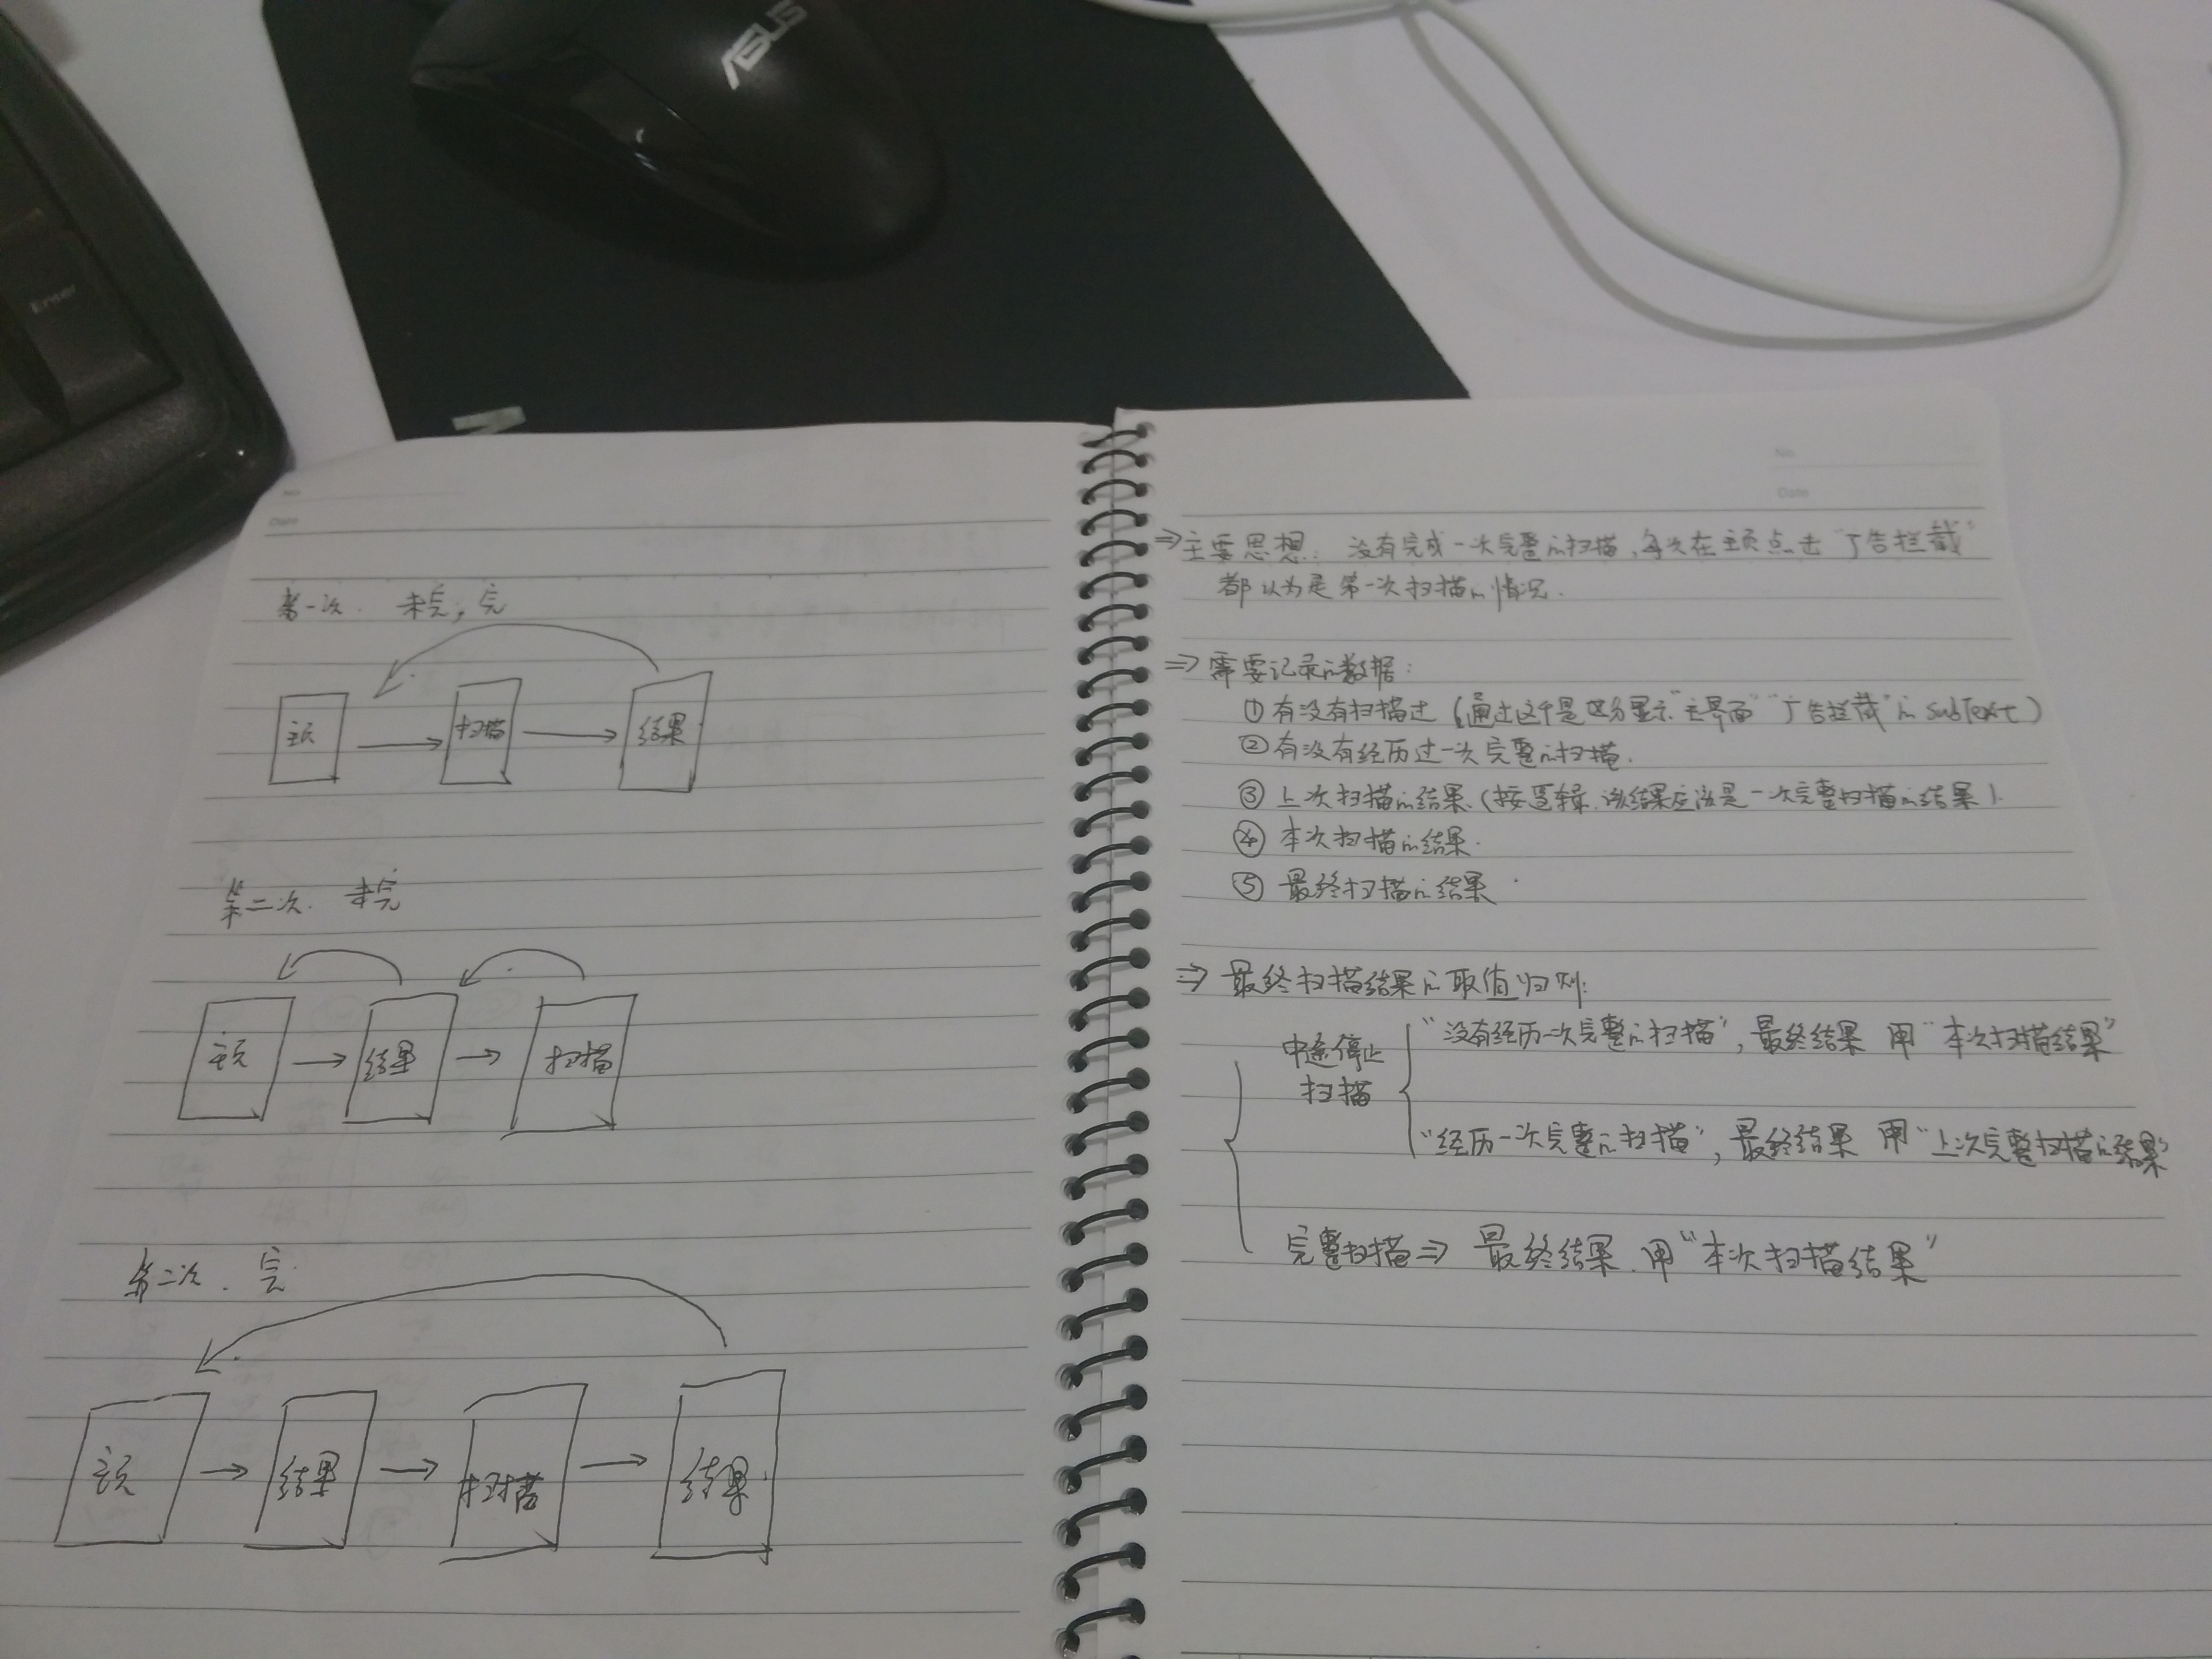 ASUS
Enter
No.
Date
第一次. 未完, 完
主页
扫描
结果
第二次. 未完
主页
结果
扫描
第二次. 完
主页
结果
扫描
结果
No.
Date
⇒主要思想: 没有完成一次完整的扫描,每次在主页点击"广告拦截"
都以为是第一次扫描的情况.
⇒需要记录的数据:
①有没有扫描过(通过这个是区分显示"主界面""广告拦截"的subText)
②有没有经历过一次完整的扫描.
③上次扫描的结果(按逻辑,该结果应该是一次完整扫描的结果).
④本次扫描的结果.
⑤最终扫描的结果.
⇒最终扫描结果的取值归则:
中途停止
扫描
"没有经历一次完整的扫描",最终结果 用"本次扫描结果"
"经历一次完整的扫描",最终结果 用"上次完整扫描的结果"
完整扫描⇒ 最终结果.用"本次扫描结果"